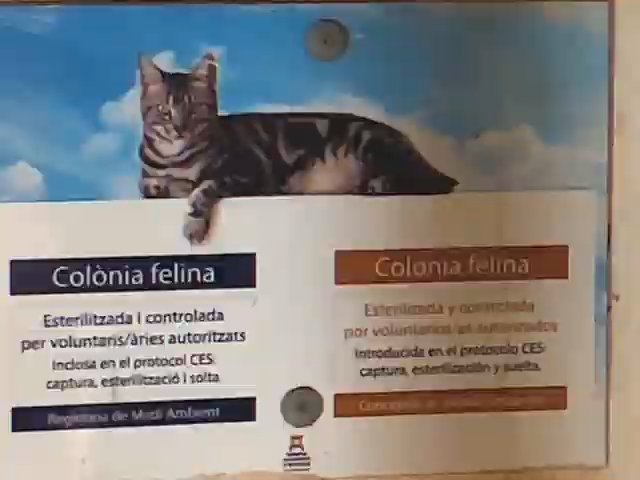 Colònia felina
Esterilitzada i controlada
per voluntaris/àries autoritzats
Inclosa en el protocol CES:
captura, esterilització i solta
Regidoria de Medi Ambient
Colonia felina
Esterilizada y controlada
por voluntarios/as autorizados
Introducida en el protocolo CES:
captura, esterilización y suelta.